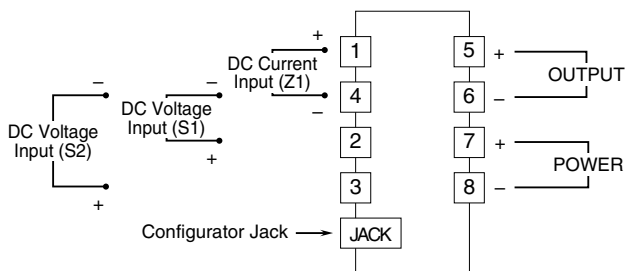 + 1 5 +
DC Current
Input (Z1)
OUTPUT
– – – 4 6 –
DC Voltage
Input (S1)
DC Voltage
Input (S2)
+ 2 7 +
POWER
+ 3 8 –
Configurator Jack JACK